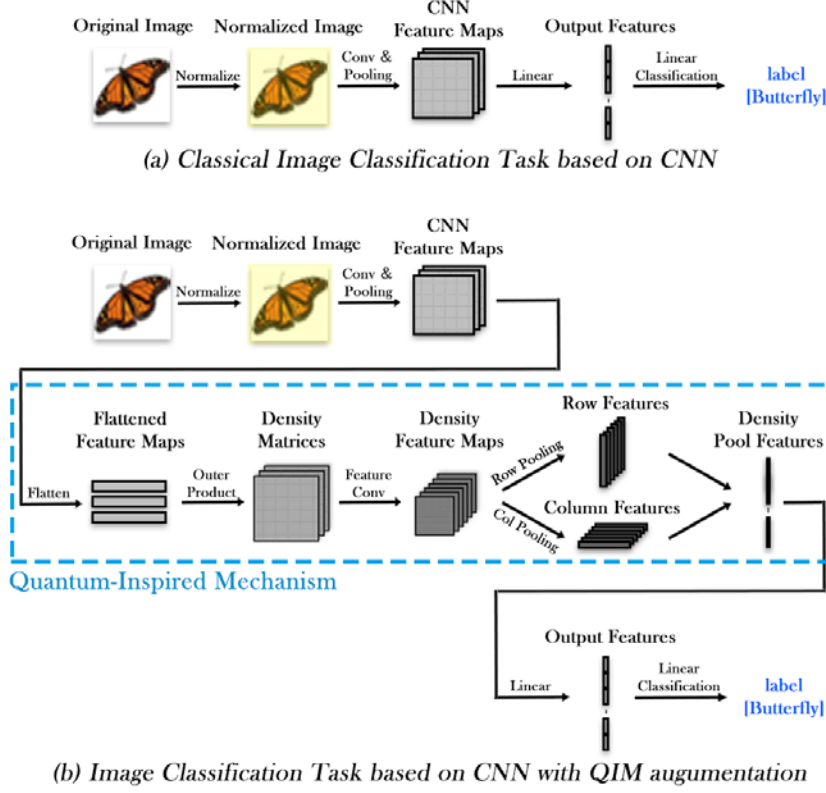 Original Image
Normalized Image
CNN
Feature Maps
Output Features
Normalize
Conv &
Pooling
Linear
Linear
Classification
label
[Butterfly]
(a) Classical Image Classification Task based on CNN
Original Image
Normalized Image
CNN
Feature Maps
Normalize
Conv &
Pooling
Flattened
Feature Maps
Density
Matrices
Density
Feature Maps
Row Features
Density
Pool Features
Flatten
Outer
Product
Feature
Conv
Row Pooling
Col Pooling
Column Features
Quantum-Inspired Mechanism
Output Features
Linear
Linear
Classification
label
[Butterfly]
(b) Image Classification Task based on CNN with QIM augumentation